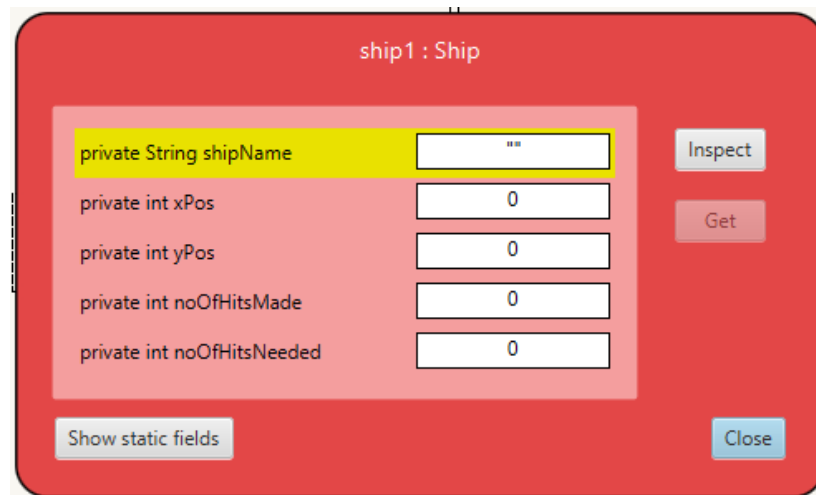 ship1 : Ship
private String shipName ""
Inspect
private int xPos 0
Get
private int yPos 0
private int noOfHitsMade 0
private int noOfHitsNeeded 0
Show static fields
Close